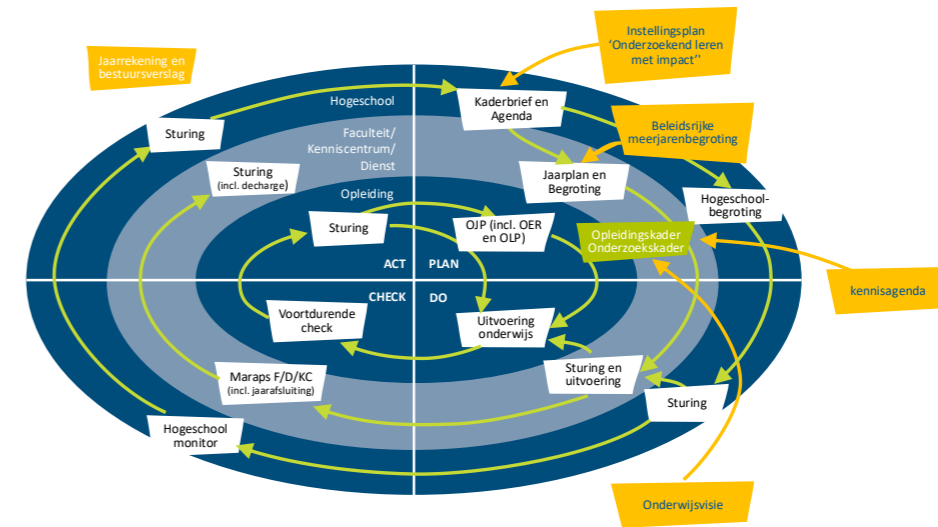 Instellingsplan
‘Onderzoekend leren
met impact’’
Jaarrekening en
bestuursverslag
Hogeschool
Kaderbrief en
Agenda
Sturing
Faculteit/
Kenniscentrum/
Dienst
Beleidsrijke
meerjarenbegroting
Sturing
(incl. decharge)
Jaarplan en
Begroting
Opleiding
Hogeschool-
begroting
Sturing
OJP (incl. OER
en OLP)
Opleidingskader
Onderzoekskader
ACT
PLAN
kennisagenda
CHECK
DO
Voortdurende
check
Uitvoering
onderwijs
Maraps F/D/KC
(incl. jaarafsluiting)
Sturing en
uitvoering
Sturing
Hogeschool
monitor
Onderwijsvisie